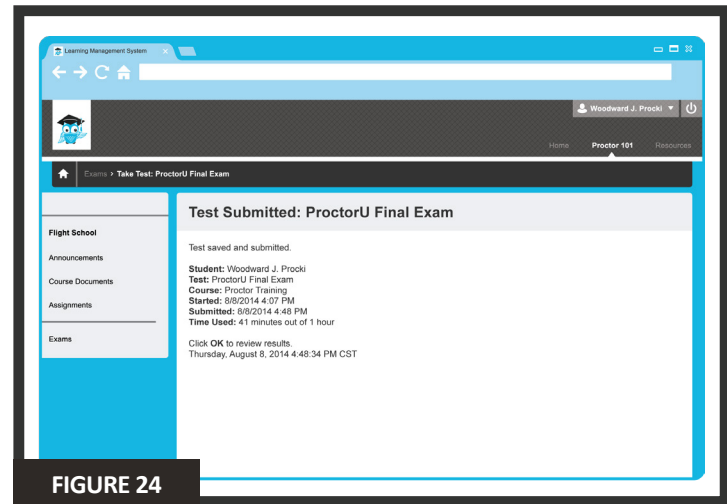 Learning Management System
Woodward J. Procki
Home Proctor 101 Resources
Exams > Take Test: ProctorU Final Exam
Flight School
Announcements
Course Documents
Assignments
Exams
Test Submitted: ProctorU Final Exam
Test saved and submitted.
Student: Woodward J. Procki
Test: ProctorU Final Exam
Course: Proctor Training
Started: 8/8/2014 4:07 PM
Submitted: 8/8/2014 4:48 PM
Time Used: 41 minutes out of 1 hour
Click OK to review results.
Thursday, August 8, 2014 4:48:34 PM CST
FIGURE 24